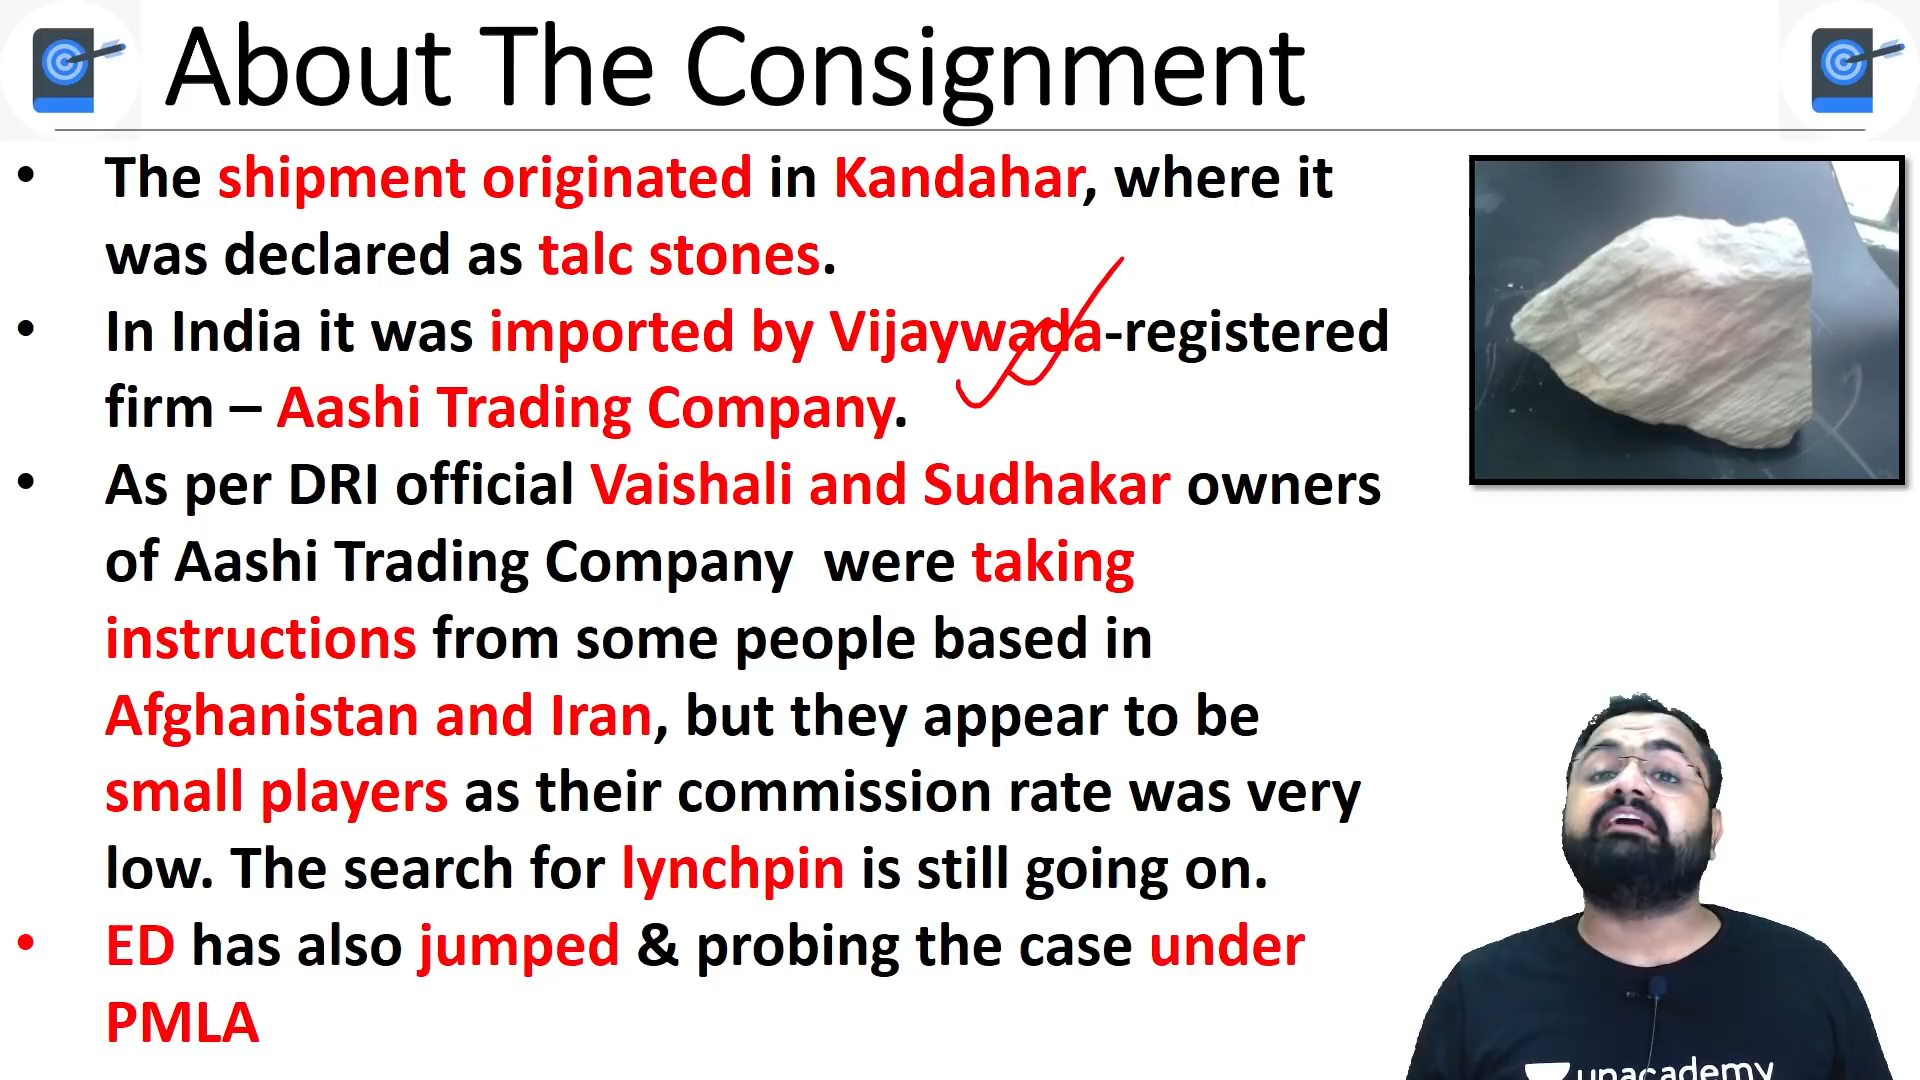 About The Consignment
• The shipment originated in Kandahar, where it
was declared as talc stones.
• In India it was imported by Vijaywada-registered
firm – Aashi Trading Company.
• As per DRI official Vaishali and Sudhakar owners
of Aashi Trading Company were taking
instructions from some people based in
Afghanistan and Iran, but they appear to be
small players as their commission rate was very
low. The search for lynchpin is still going on.
• ED has also jumped & probing the case under
PMLA
unacademy